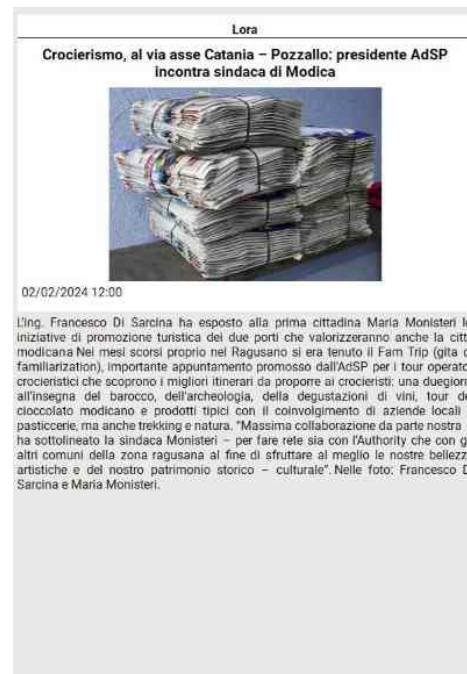 Lora
Crocierismo, al via asse Catania – Pozzallo: presidente AdSP
incontra sindaca di Modica
02/02/2024 12:00
L'ing. Francesco Di Sarcina ha esposto alla prima cittadina Maria Monisteri l
iniziative di promozione turistica dei due porti che valorizzeranno anche la citt
modicana Nei mesi scorsi proprio nel Ragusano si era tenuto il Fam Trip (gita d
familiarization), importante appuntamento promosso dall'AdSP per i tour operato
crocieristici che scoprono i migliori itinerari da proporre ai crocieristi: una duegiorn
all'insegna del barocco, dell'archeologia, della degustazioni di vini, tour de
cioccolato modicano e prodotti tipici con il coinvolgimento di aziende locali
pasticcerie, ma anche trekking e natura. "Massima collaborazione da parte nostra
ha sottolineato la sindaca Monisteri – per fare rete sia con l'Authority che con g
altri comuni della zona ragusana al fine di sfruttare al meglio le nostre bellezz
artistiche e del nostro patrimonio storico – culturale". Nelle foto: Francesco D
Sarcina e Maria Monisteri.